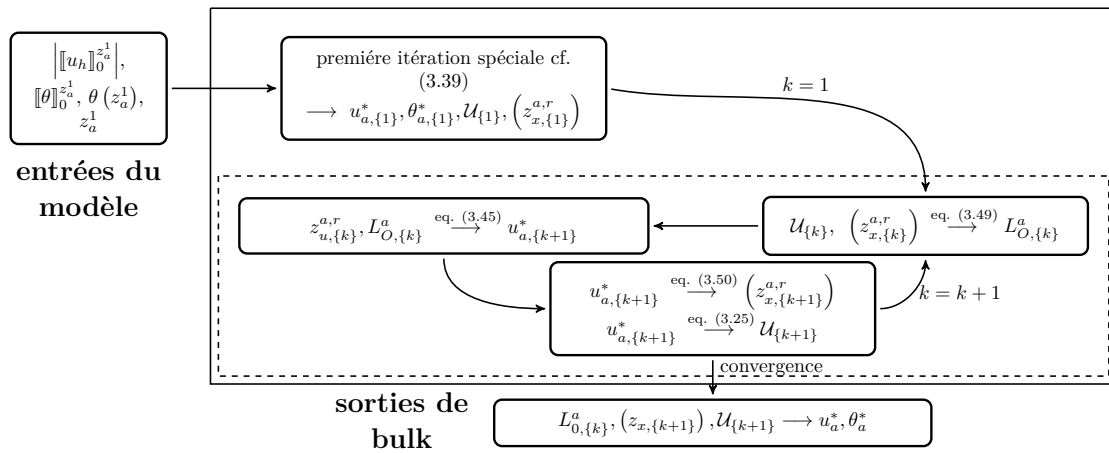 |⟦u_h⟧_0^{z_a^1}|,
⟦θ⟧_0^{z_a^1}, θ (z_a^1),
z_a^1
entrées du
modèle
premiére itération spéciale cf.
(3.39)
⟶ u^*_{a,{1}}, θ^*_{a,{1}}, 𝒰_{{1}}, (z^{a,r}_{x,{1}})
k = 1
z^{a,r}_{u,{k}}, L^a_{O,{k}} eq. (3.45) ⟶ u^*_{a,{k+1}}
𝒰_{{k}}, (z^{a,r}_{x,{k}}) eq. (3.49) ⟶ L^a_{O,{k}}
u^*_{a,{k+1}} eq. (3.50) ⟶ (z^{a,r}_{x,{k+1}})
u^*_{a,{k+1}} eq. (3.25) ⟶ 𝒰_{{k+1}}
k = k + 1
convergence
sorties de
bulk
L^a_{0,{k}}, (z_{x,{k+1}}), 𝒰_{{k+1}} ⟶ u^*_a, θ^*_a